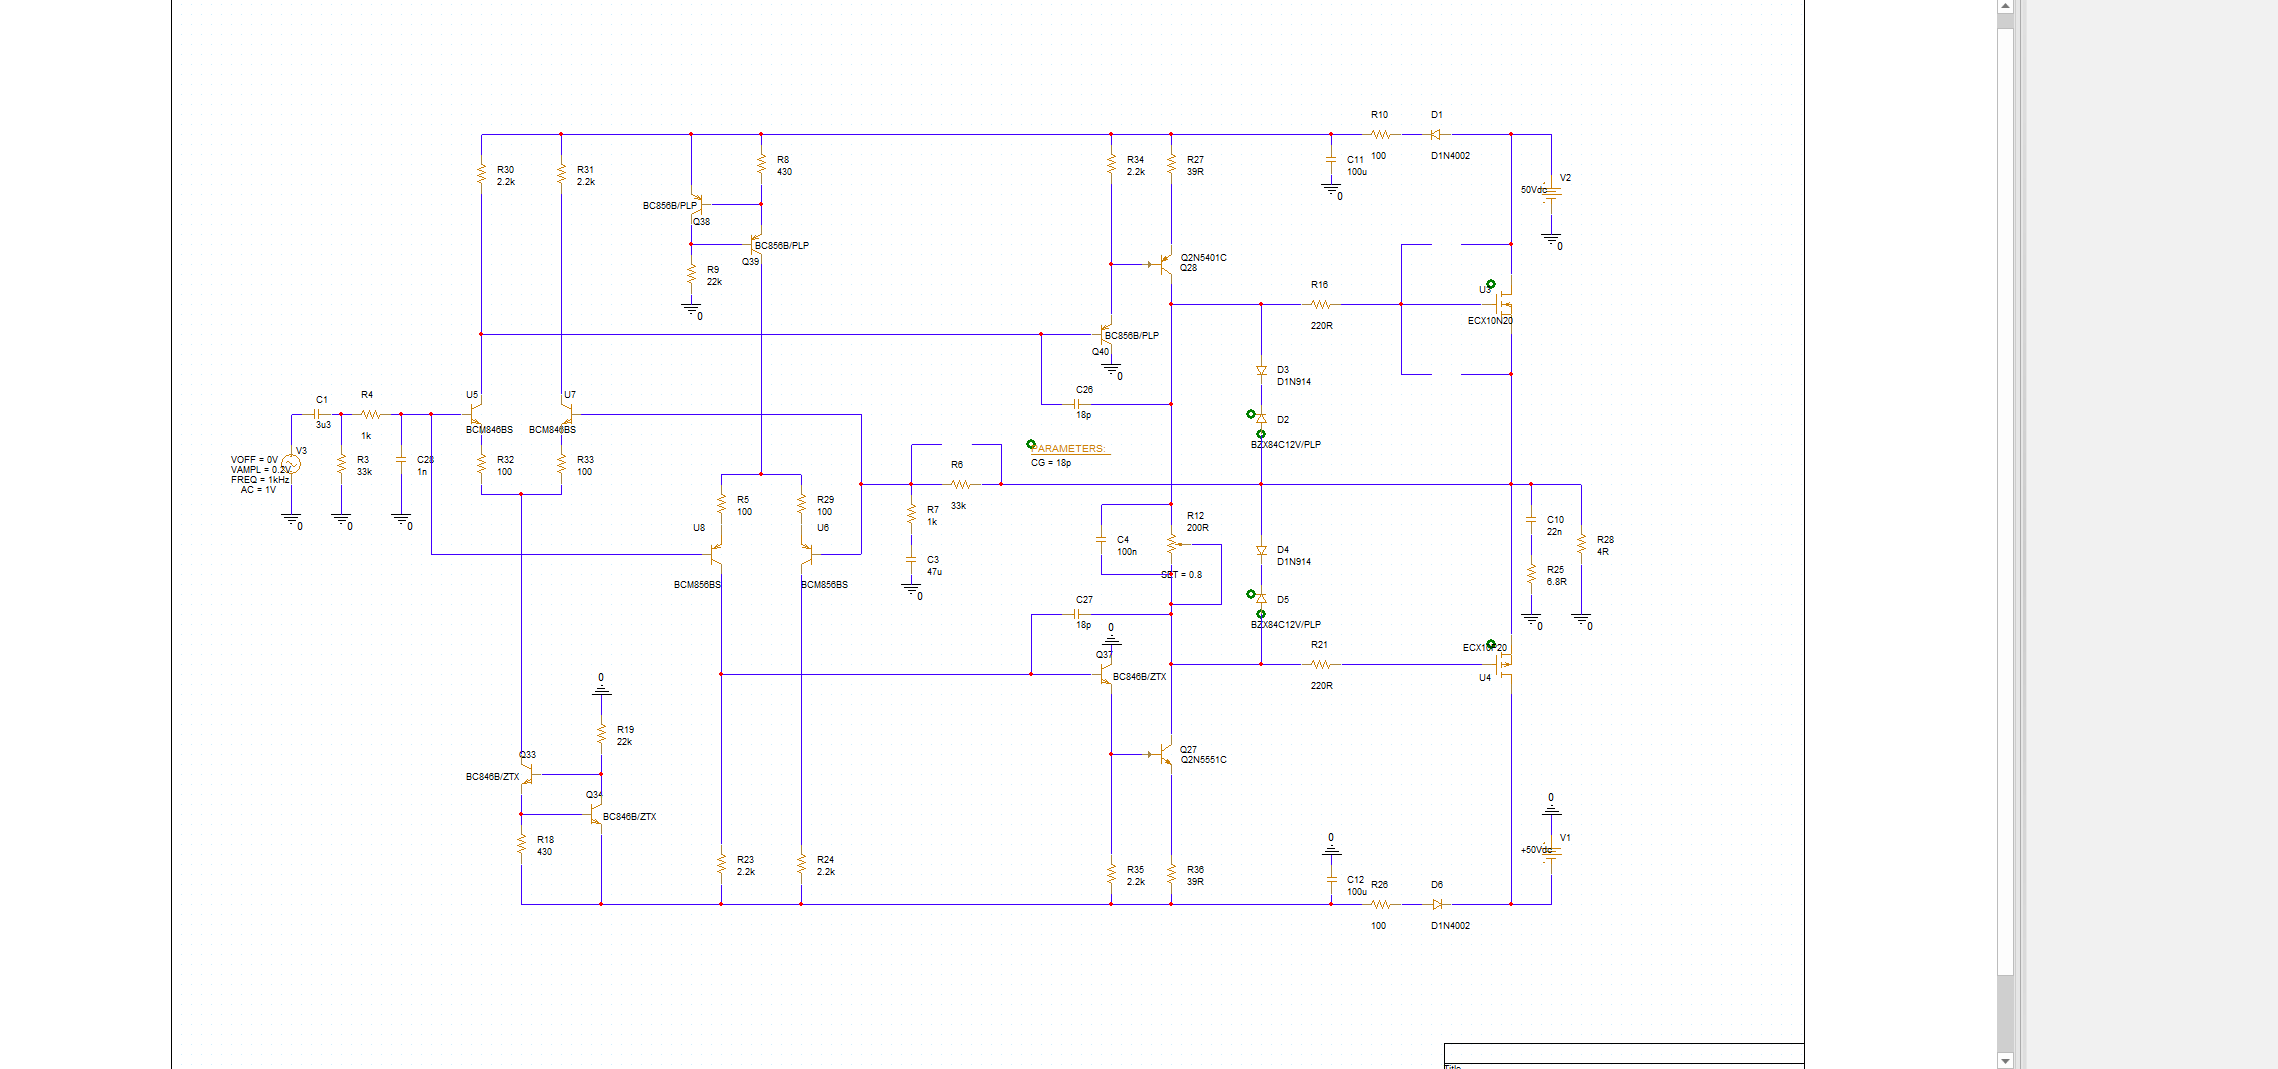 R10
D1
100
D1N4002
C11
100u
0
R30
2.2k
R31
2.2k
R8
430
R34
2.2k
R27
39R
V2
50Vdc
0
BC856B/PLP
Q38
BC856B/PLP
Q39
R9
22k
0
Q2N5401C
Q28
R16
220R
U3
ECX10N20
BC856B/PLP
Q40
0
D3
D1N914
C26
18p
D2
BZX84C12V/PLP
C1
3u3
R4
1k
U5
BCM846BS
U7
BCM846BS
V3
VOFF = 0V
VAMPL = 0.2V
FREQ = 1kHz
AC = 1V
0
R3
33k
0
C28
1n
0
R32
100
R33
100
PARAMETERS:
CG = 18p
R6
33k
R5
100
R29
100
U8
BCM856BS
U6
BCM856BS
R7
1k
C3
47u
0
C4
100n
R12
200R
SET = 0.8
D4
D1N914
D5
BZX84C12V/PLP
C10
22n
R25
6.8R
0
R28
4R
0
C27
18p
0
Q37
BC846B/ZTX
R21
220R
ECX10P20
U4
0
R19
22k
Q33
BC846B/ZTX
Q34
BC846B/ZTX
R18
430
Q27
Q2N5551C
R23
2.2k
R24
2.2k
R35
2.2k
R36
39R
0
C12
100u
R26
100
D6
D1N4002
0
V1
+50Vdc
Title